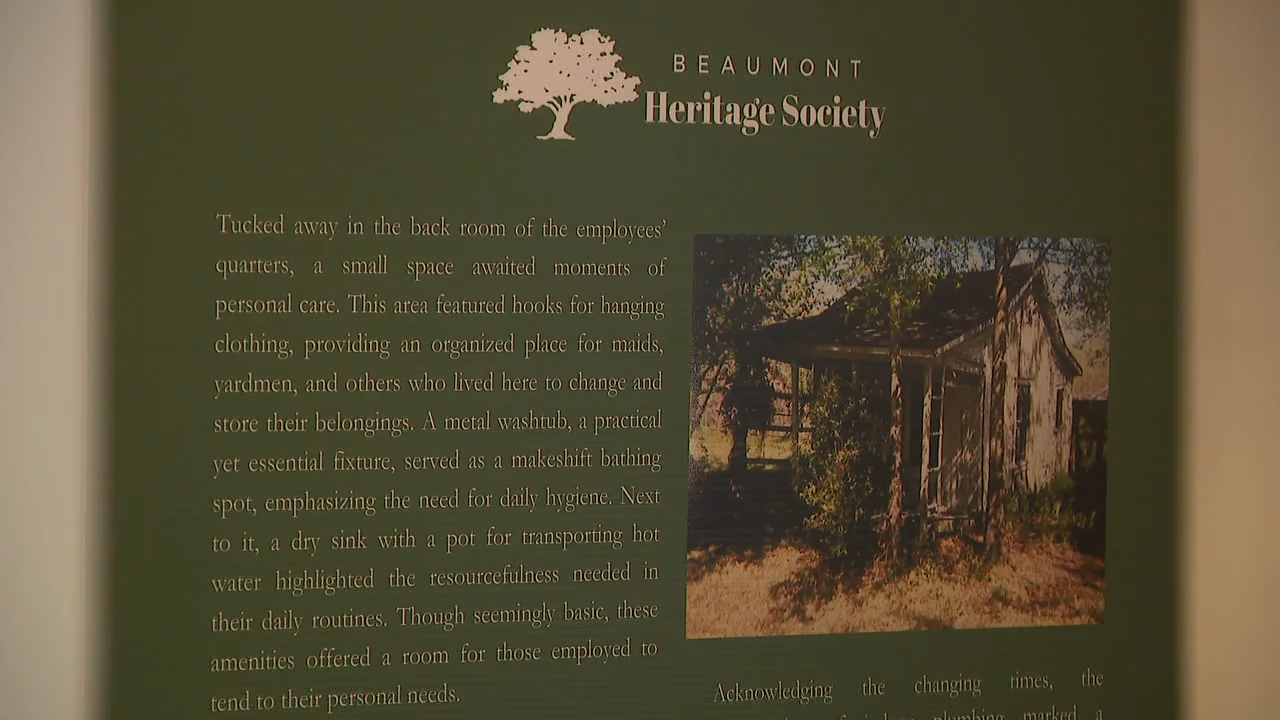 BEAUMONT
Heritage Society
Tucked away in the back room of the employees’
quarters, a small space awaited moments of
personal care. This area featured hooks for hanging
clothing, providing an organized place for maids,
yardmen, and others who lived here to change and
store their belongings. A metal washtub, a practical
yet essential fixture, served as a makeshift bathing
spot, emphasizing the need for daily hygiene. Next
to it, a dry sink with a pot for transporting hot
water highlighted the resourcefulness needed in
their daily routines. Though seemingly basic, these
amenities offered a room for those employed to
tend to their personal needs.
Acknowledging the changing times, the
plumbing marked a